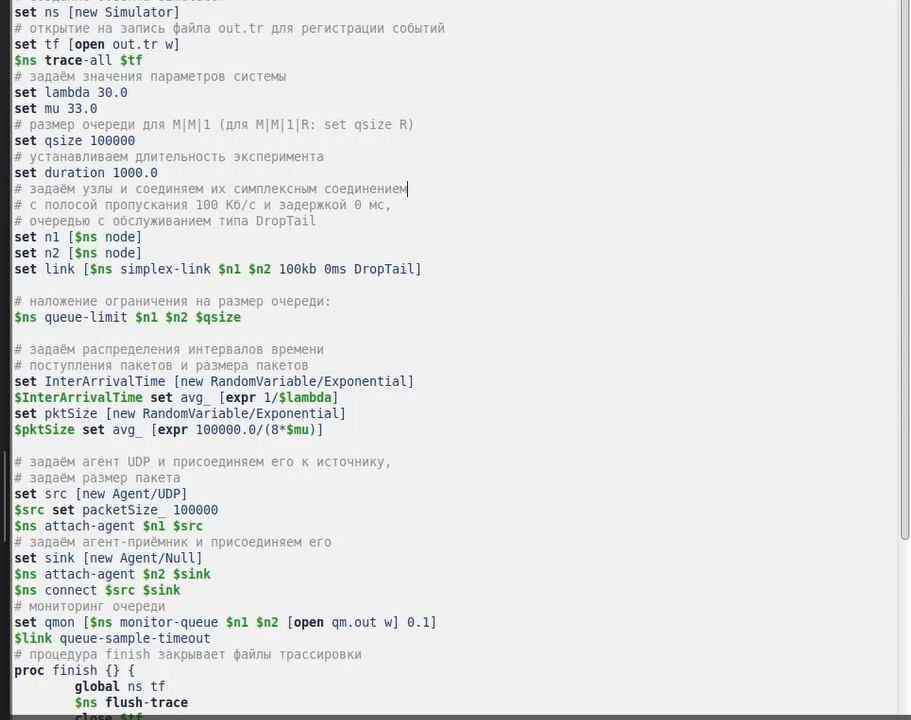 set ns [new Simulator]
# открытие на запись файла out.tr для регистрации событий
set tf [open out.tr w]
$ns trace-all $tf
# задаём значения параметров системы
set lambda 30.0
set mu 33.0
# размер очереди для M|M|1 (для M|M|1|R: set qsize R)
set qsize 100000
# устанавливаем длительность эксперимента
set duration 1000.0
# задаём узлы и соединяем их симплексным соединением
# с полосой пропускания 100 Кб/с и задержкой 0 мс,
# очередью с обслуживанием типа DropTail
set n1 [$ns node]
set n2 [$ns node]
set link [$ns simplex-link $n1 $n2 100kb 0ms DropTail]
# наложение ограничения на размер очереди:
$ns queue-limit $n1 $n2 $qsize
# задаём распределения интервалов времени
# поступления пакетов и размера пакетов
set InterArrivalTime [new RandomVariable/Exponential]
$InterArrivalTime set avg_ [expr 1/$lambda]
set pktSize [new RandomVariable/Exponential]
$pktSize set avg_ [expr 100000.0/(8*$mu)]
# задаём агент UDP и присоединяем его к источнику,
# задаём размер пакета
set src [new Agent/UDP]
$src set packetSize_ 100000
$ns attach-agent $n1 $src
# задаём агент-приёмник и присоединяем его
set sink [new Agent/Null]
$ns attach-agent $n2 $sink
$ns connect $src $sink
# мониторинг очереди
set qmon [$ns monitor-queue $n1 $n2 [open qm.out w] 0.1]
$link queue-sample-timeout
# процедура finish закрывает файлы трассировки
proc finish {} {
global ns tf
$ns flush-trace
close $tf